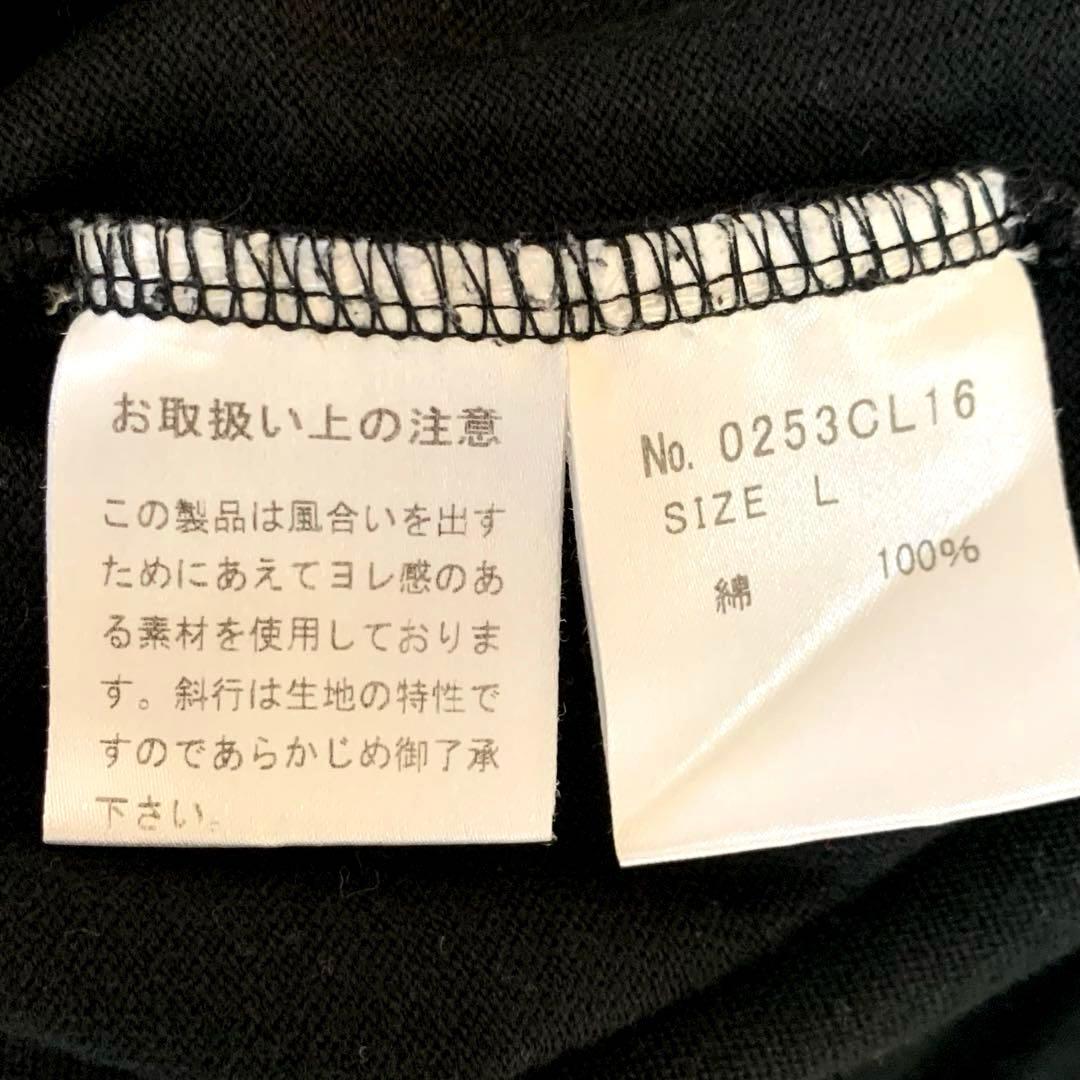 お取扱い上の注意
この製品は風合いを出す
ためにあえてヨレ感のあ
る素材を使用しておりま
す。斜行は生地の特性で
すのであらかじめ御了承
下さい。
No. 0253CL16
SIZE L
綿 100%